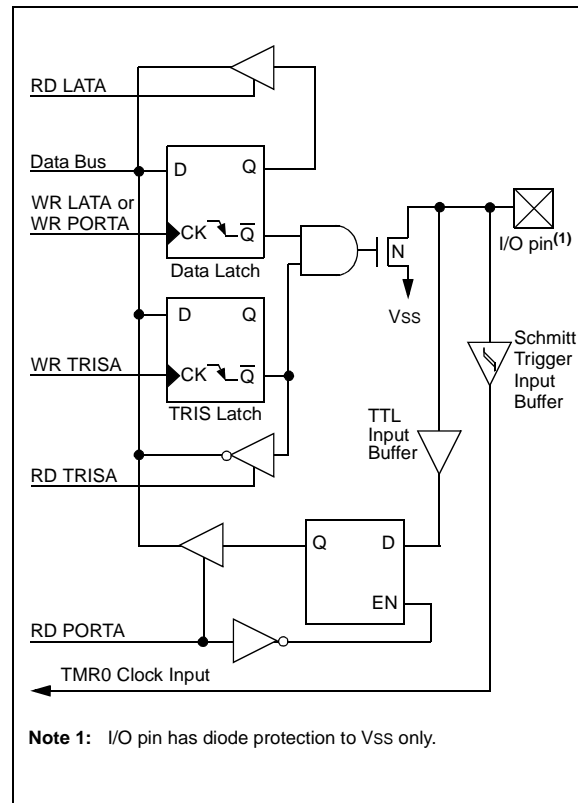 RD LATA
Data Bus
WR LATA or
WR PORTA
D Q
CK Q̅
Data Latch
N
I/O pin(1)
VSS
D Q
WR TRISA
CK Q̅
TRIS Latch
Schmitt
Trigger
Input
Buffer
TTL
Input
Buffer
RD TRISA
Q D
EN
RD PORTA
TMR0 Clock Input
Note 1: I/O pin has diode protection to VSS only.